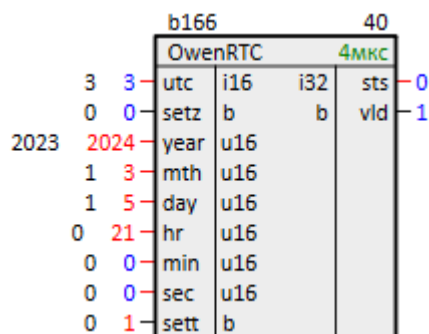 b166 40
OwenRTC 4мкс
3 3 utc i16 i32 sts 0
0 0 setz b b vld 1
2023 2024 year u16
1 3 mth u16
1 5 day u16
0 21 hr u16
0 0 min u16
0 0 sec u16
0 1 sett b